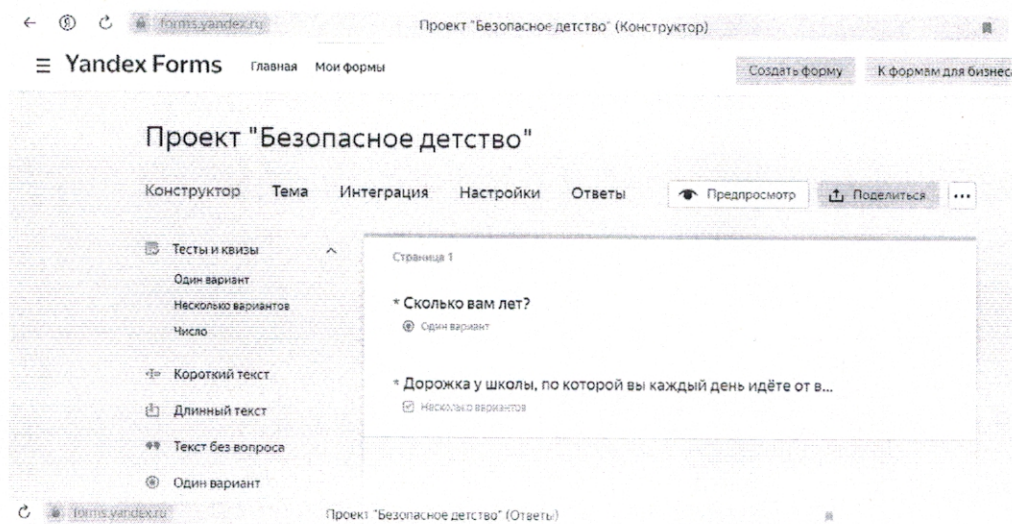 forms.yandex.ru Проект "Безопасное детство" (Конструктор)
Yandex Forms Главная Мои формы Создать форму К формам для бизнеса
Проект "Безопасное детство"
Конструктор Тема Интеграция Настройки Ответы Предпросмотр Поделиться ...
Тесты и квизы
Один вариант
Несколько вариантов
Число
Короткий текст
Длинный текст
Текст без вопроса
Один вариант
Страница 1
* Сколько вам лет?
Один вариант
* Дорожка у школы, по которой вы каждый день идёте от в...
Несколько вариантов
forms.yandex.ru Проект "Безопасное детство" (Ответы)